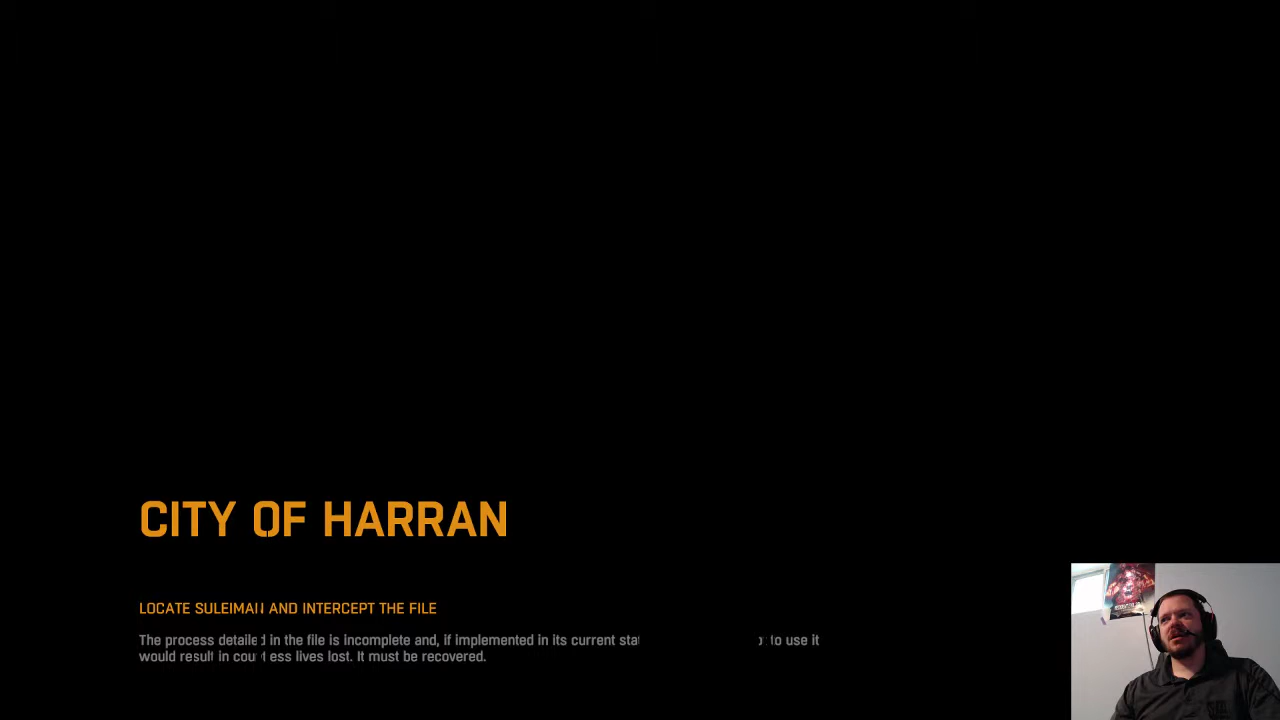 CITY OF HARRAN
LOCATE SULEIMAN AND INTERCEPT THE FILE
The process detailed in the file is incomplete and, if implemented in its current to use it
would result in countless lives lost. It must be recovered.